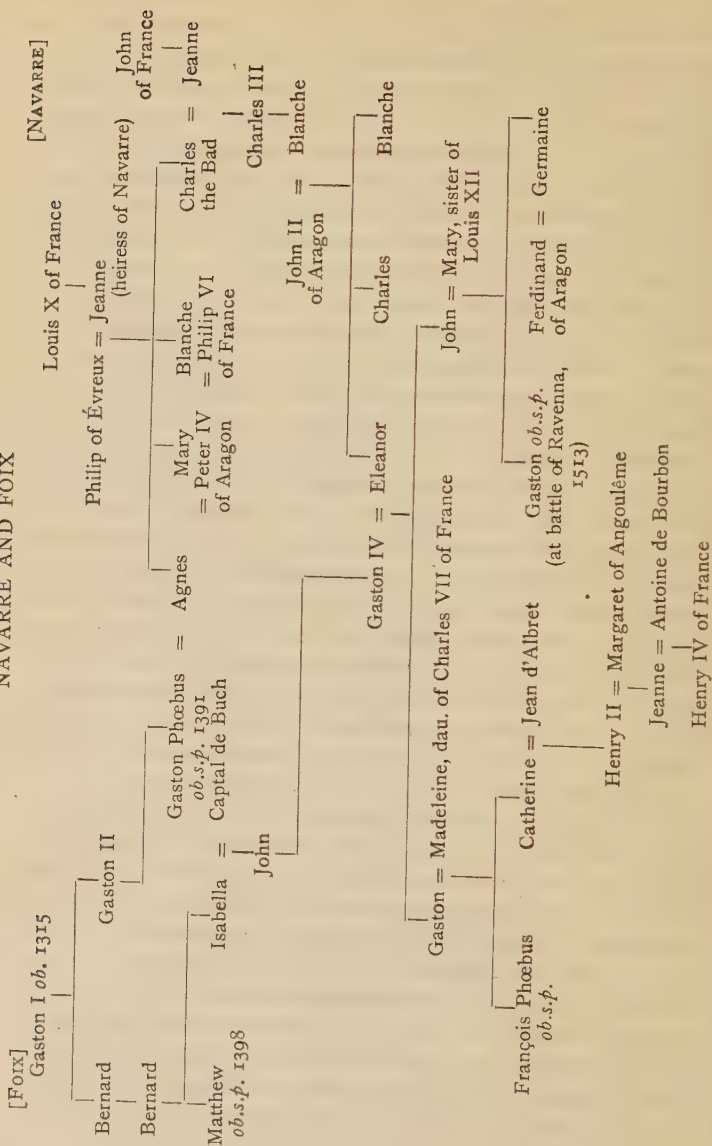 NAVARRE AND FOIX
[FOIX]
[NAVARRE]
Gaston I ob. 1315
Louis X of France
Philip of Évreux = Jeanne
(heiress of Navarre)
John
of France
Bernard
Gaston II
Bernard
Gaston Phœbus = Agnes
ob.s.p. 1391
Mary
= Peter IV
of Aragon
Blanche
= Philip VI
of France
Charles = Jeanne
the Bad
Matthew
ob.s.p. 1398
Isabella = Captal de Buch
Charles III
John
John II = Blanche
of Aragon
Gaston IV = Eleanor
Charles
Blanche
Gaston = Madeleine, dau. of Charles VII of France
John = Mary, sister of
Louis XII
François Phœbus
ob.s.p.
Catherine = Jean d'Albret
Gaston ob.s.p.
(at battle of Ravenna,
1513)
Ferdinand = Germaine
of Aragon
Henry II = Margaret of Angoulême
Jeanne = Antoine de Bourbon
Henry IV of France